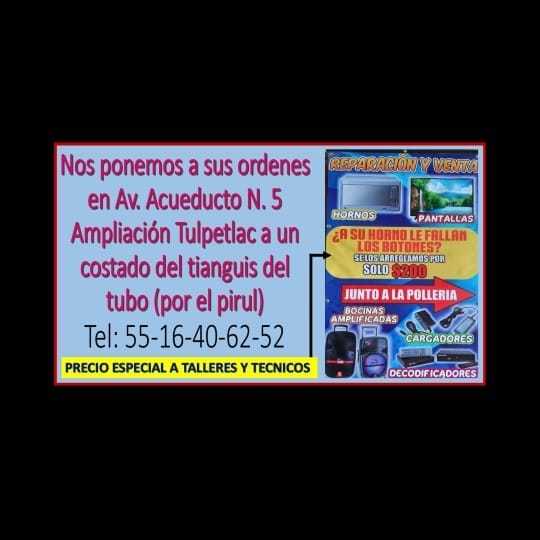 Nos ponemos a sus ordenes
en Av. Acueducto N. 5
Ampliación Tulpetlac a un
costado del tianguis del
tubo (por el pirul)
Tel: 55-16-40-62-52
PRECIO ESPECIAL A TALLERES Y TECNICOS
REPARACIÓN Y VENTA
HORNOS
PANTALLAS
¿A SU HORNO LE FALLAN
LOS BOTONES?
SE LOS ARREGLAMOS POR
SOLO $200
JUNTO A LA POLLERIA
BOCINAS
AMPLIFICADAS
CARGADORES
DECODIFICADORES